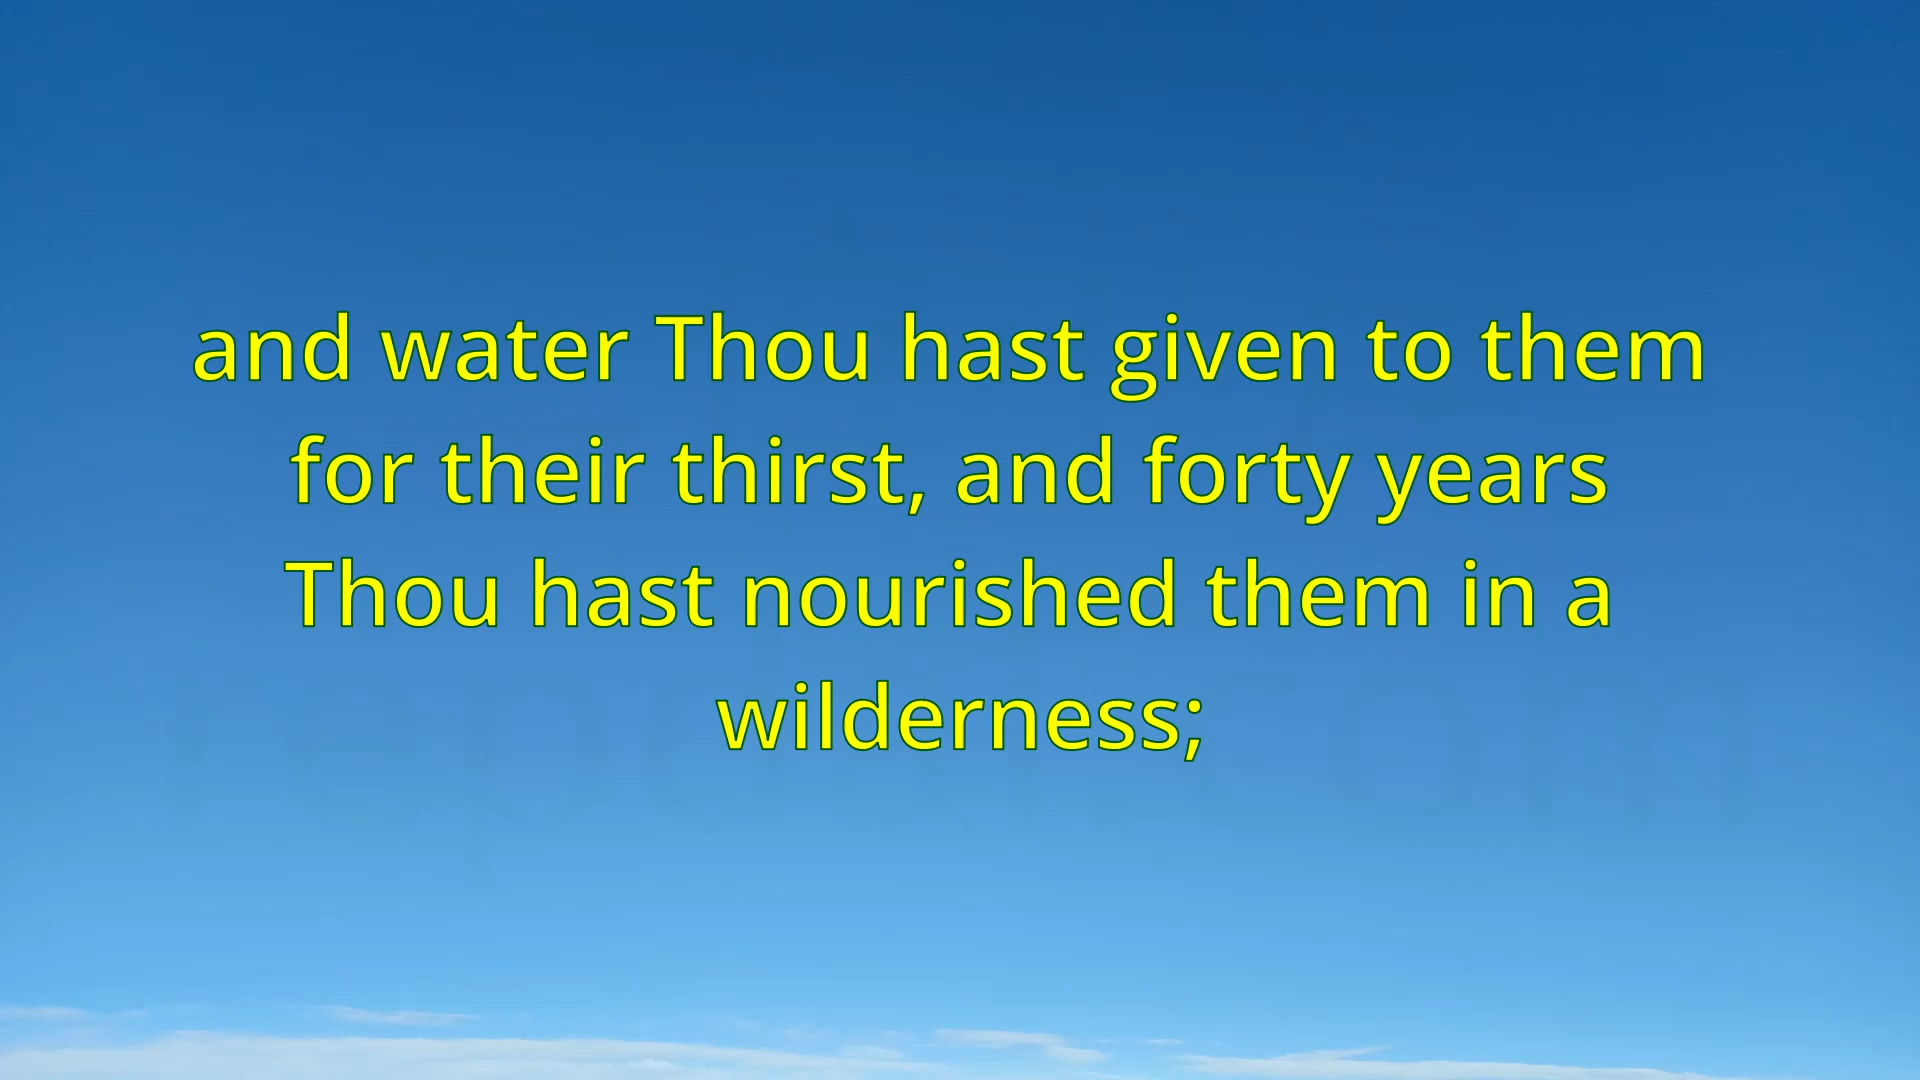 and water Thou hast given to them
for their thirst, and forty years
Thou hast nourished them in a
wilderness;